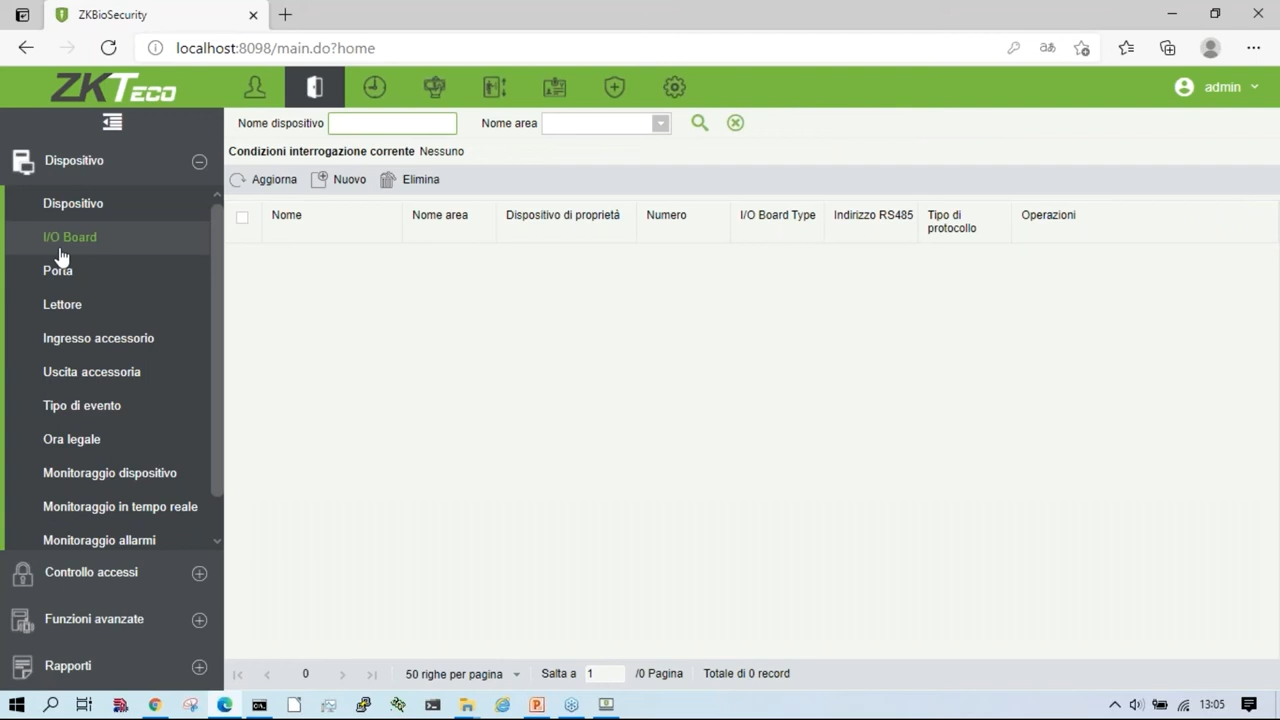 ZKBioSecurity
localhost:8098/main.do?home
ZKTECO
admin
Nome dispositivo
Nome area
Condizioni interrogazione corrente Nessuno
Aggiorna Nuovo Elimina
Nome
Nome area
Dispositivo di proprietà
Numero
I/O Board Type
Indirizzo RS485
Tipo di
protocollo
Operazioni
Dispositivo
Dispositivo
I/O Board
Porta
Lettore
Ingresso accessorio
Uscita accessoria
Tipo di evento
Ora legale
Monitoraggio dispositivo
Monitoraggio in tempo reale
Monitoraggio allarmi
Controllo accessi
Funzioni avanzate
Rapporti
0
50 righe per pagina
Salta a 1 /0 Pagina
Totale di 0 record
13:05